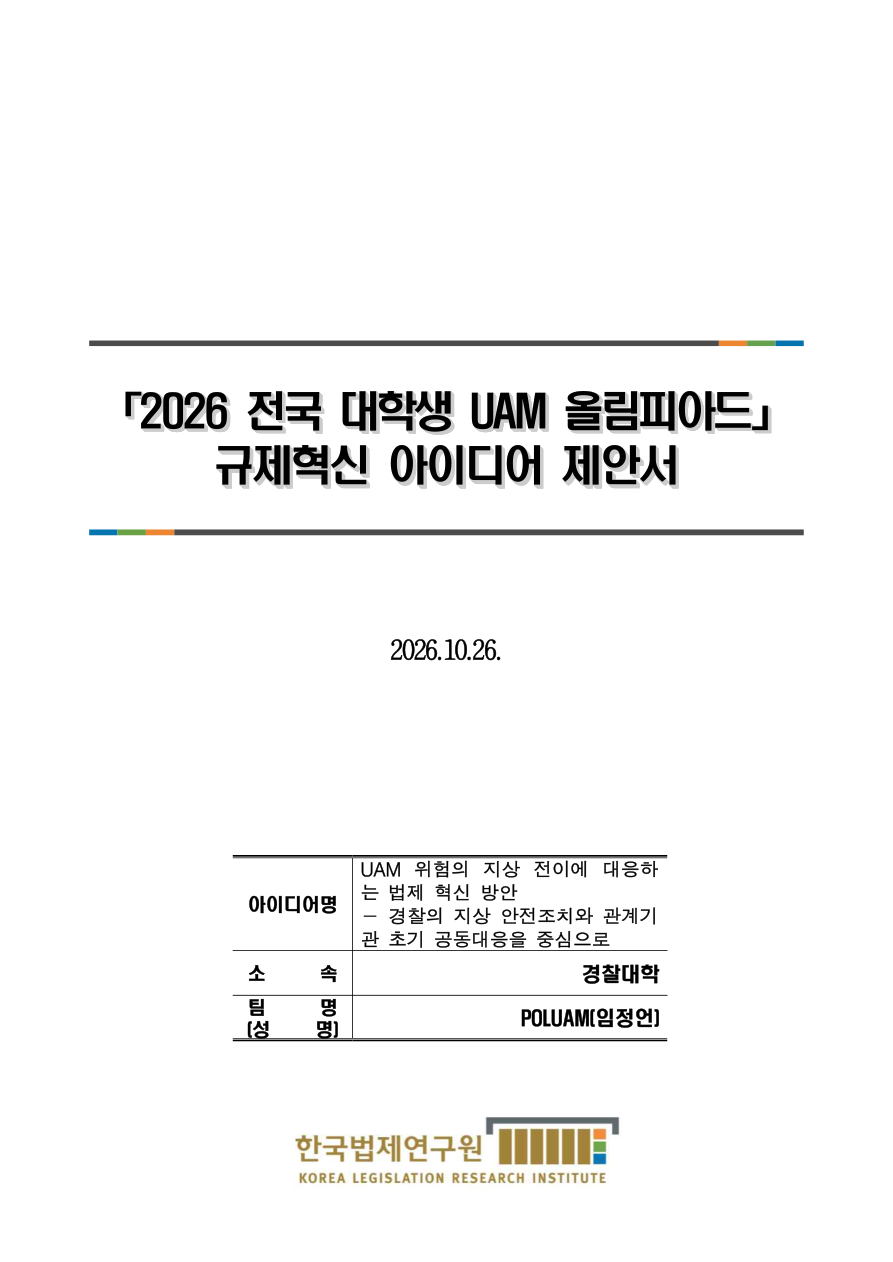 「2026 전국 대학생 UAM 올림피아드」
규제혁신 아이디어 제안서
2026.10.26.
아이디어명
UAM 위험의 지상 전이에 대응하
는 법제 혁신 방안
- 경찰의 지상 안전조치와 관계기
관 초기 공동대응을 중심으로
소 속
경찰대학
팀 명
(성 명)
POLUAM(임정언)
한국법제연구원
KOREA LEGISLATION RESEARCH INSTITUTE